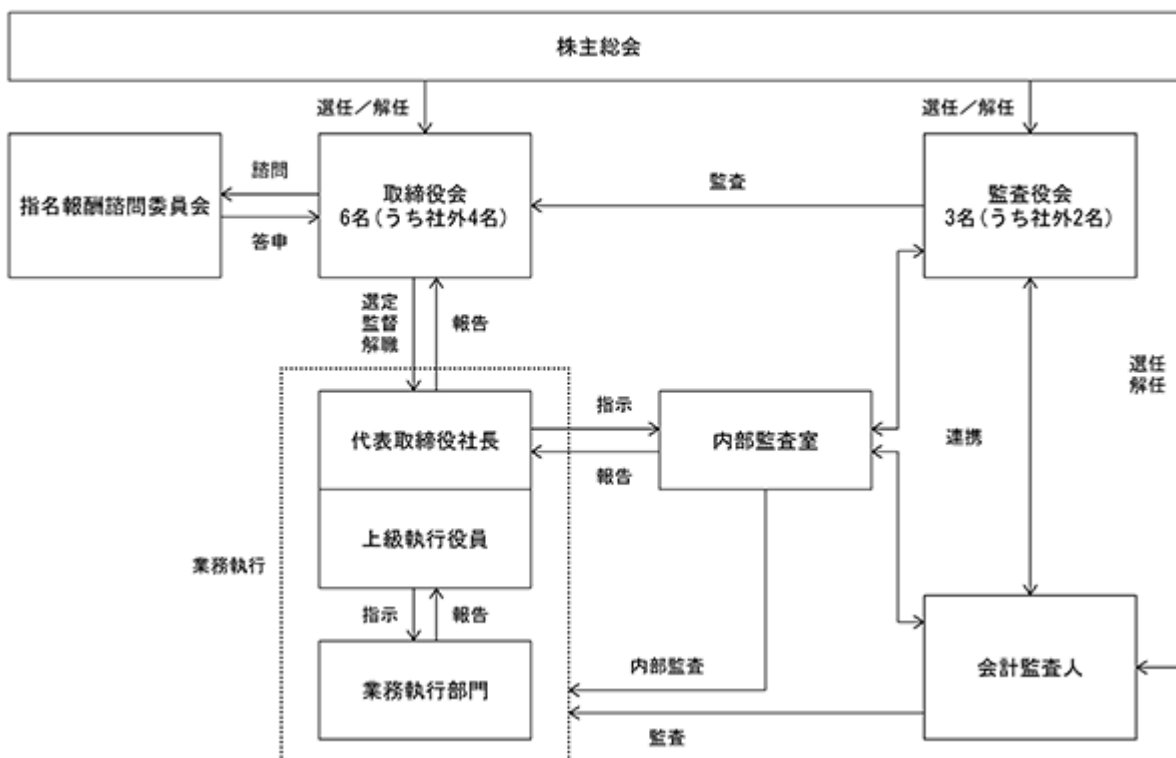 株主総会
選任／解任
選任／解任
指名報酬諮問委員会
諮問
答申
取締役会
6名(うち社外4名)
監査
監査役会
3名(うち社外2名)
選定
監督
解職
報告
選任
解任
代表取締役社長
指示
報告
内部監査室
連携
上級執行役員
業務執行
指示
報告
業務執行部門
内部監査
監査
会計監査人